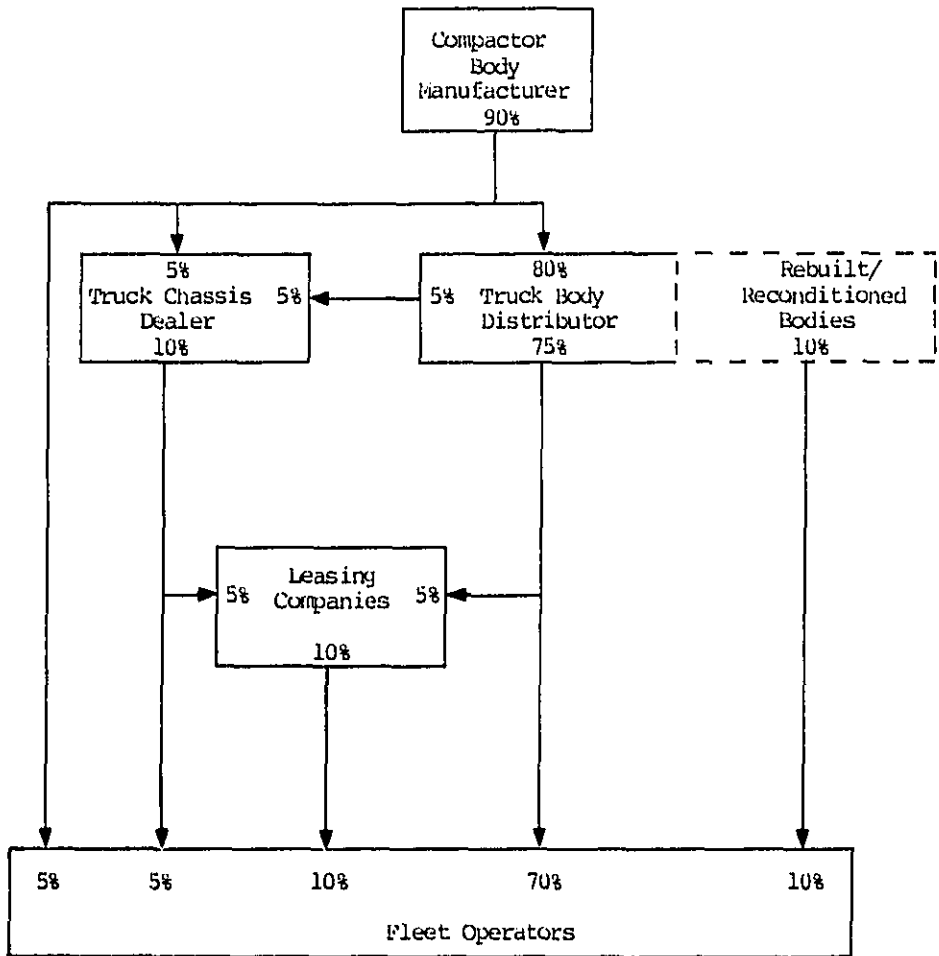 Compactor
Body
Manufacturer
90%
5%
Truck Chassis
Dealer
10%
5%
80%
5% Truck Body
Distributor
75%
Rebuilt/
Reconditioned
Bodies
10%
5% Leasing 5%
Companies
10%
5% 5% 10% 70% 10%
Fleet Operators